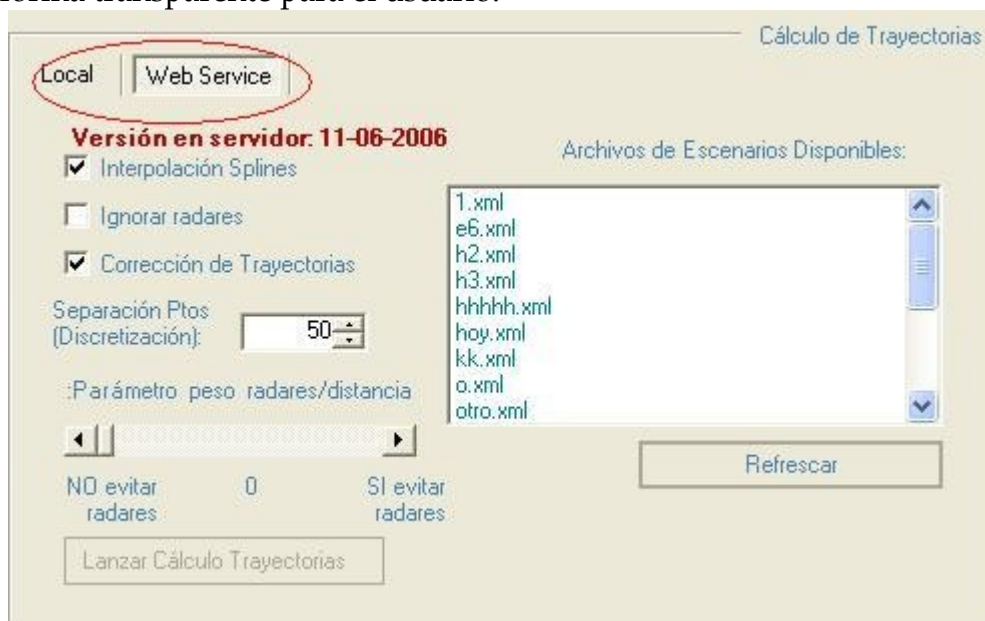 forma transparente para el usuario.
Cálculo de Trayectorias
Local Web Service
Versión en servidor: 11-06-2006
Interpolación Splines
Ignorar radares
Corrección de Trayectorias
Separación Ptos
(Discretización):
50
:Parámetro peso radares/distancia
NO evitar
radares
0
SI evitar
radares
Lanzar Cálculo Trayectorias
Archivos de Escenarios Disponibles:
1.xml
e6.xml
h2.xml
h3.xml
hhhhh.xml
hoy.xml
kk.xml
o.xml
otro.xml
Refrescar